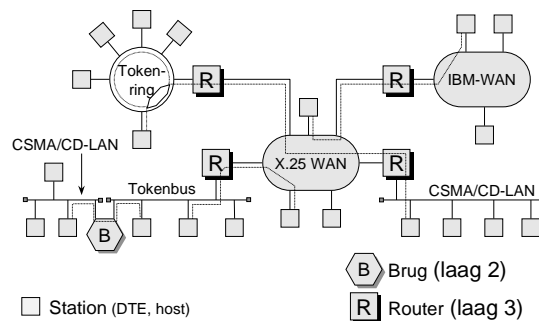 Token-
ring
R
R
IBM-WAN
CSMA/CD-LAN
R
X.25 WAN
R
Tokenbus
CSMA/CD-LAN
B
B Brug (laag 2)
Station (DTE, host)
R Router (laag 3)